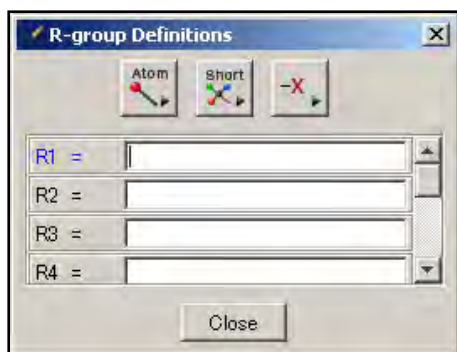 R-group Definitions
Atom
Short
-X
R1 =
R2 =
R3 =
R4 =
Close